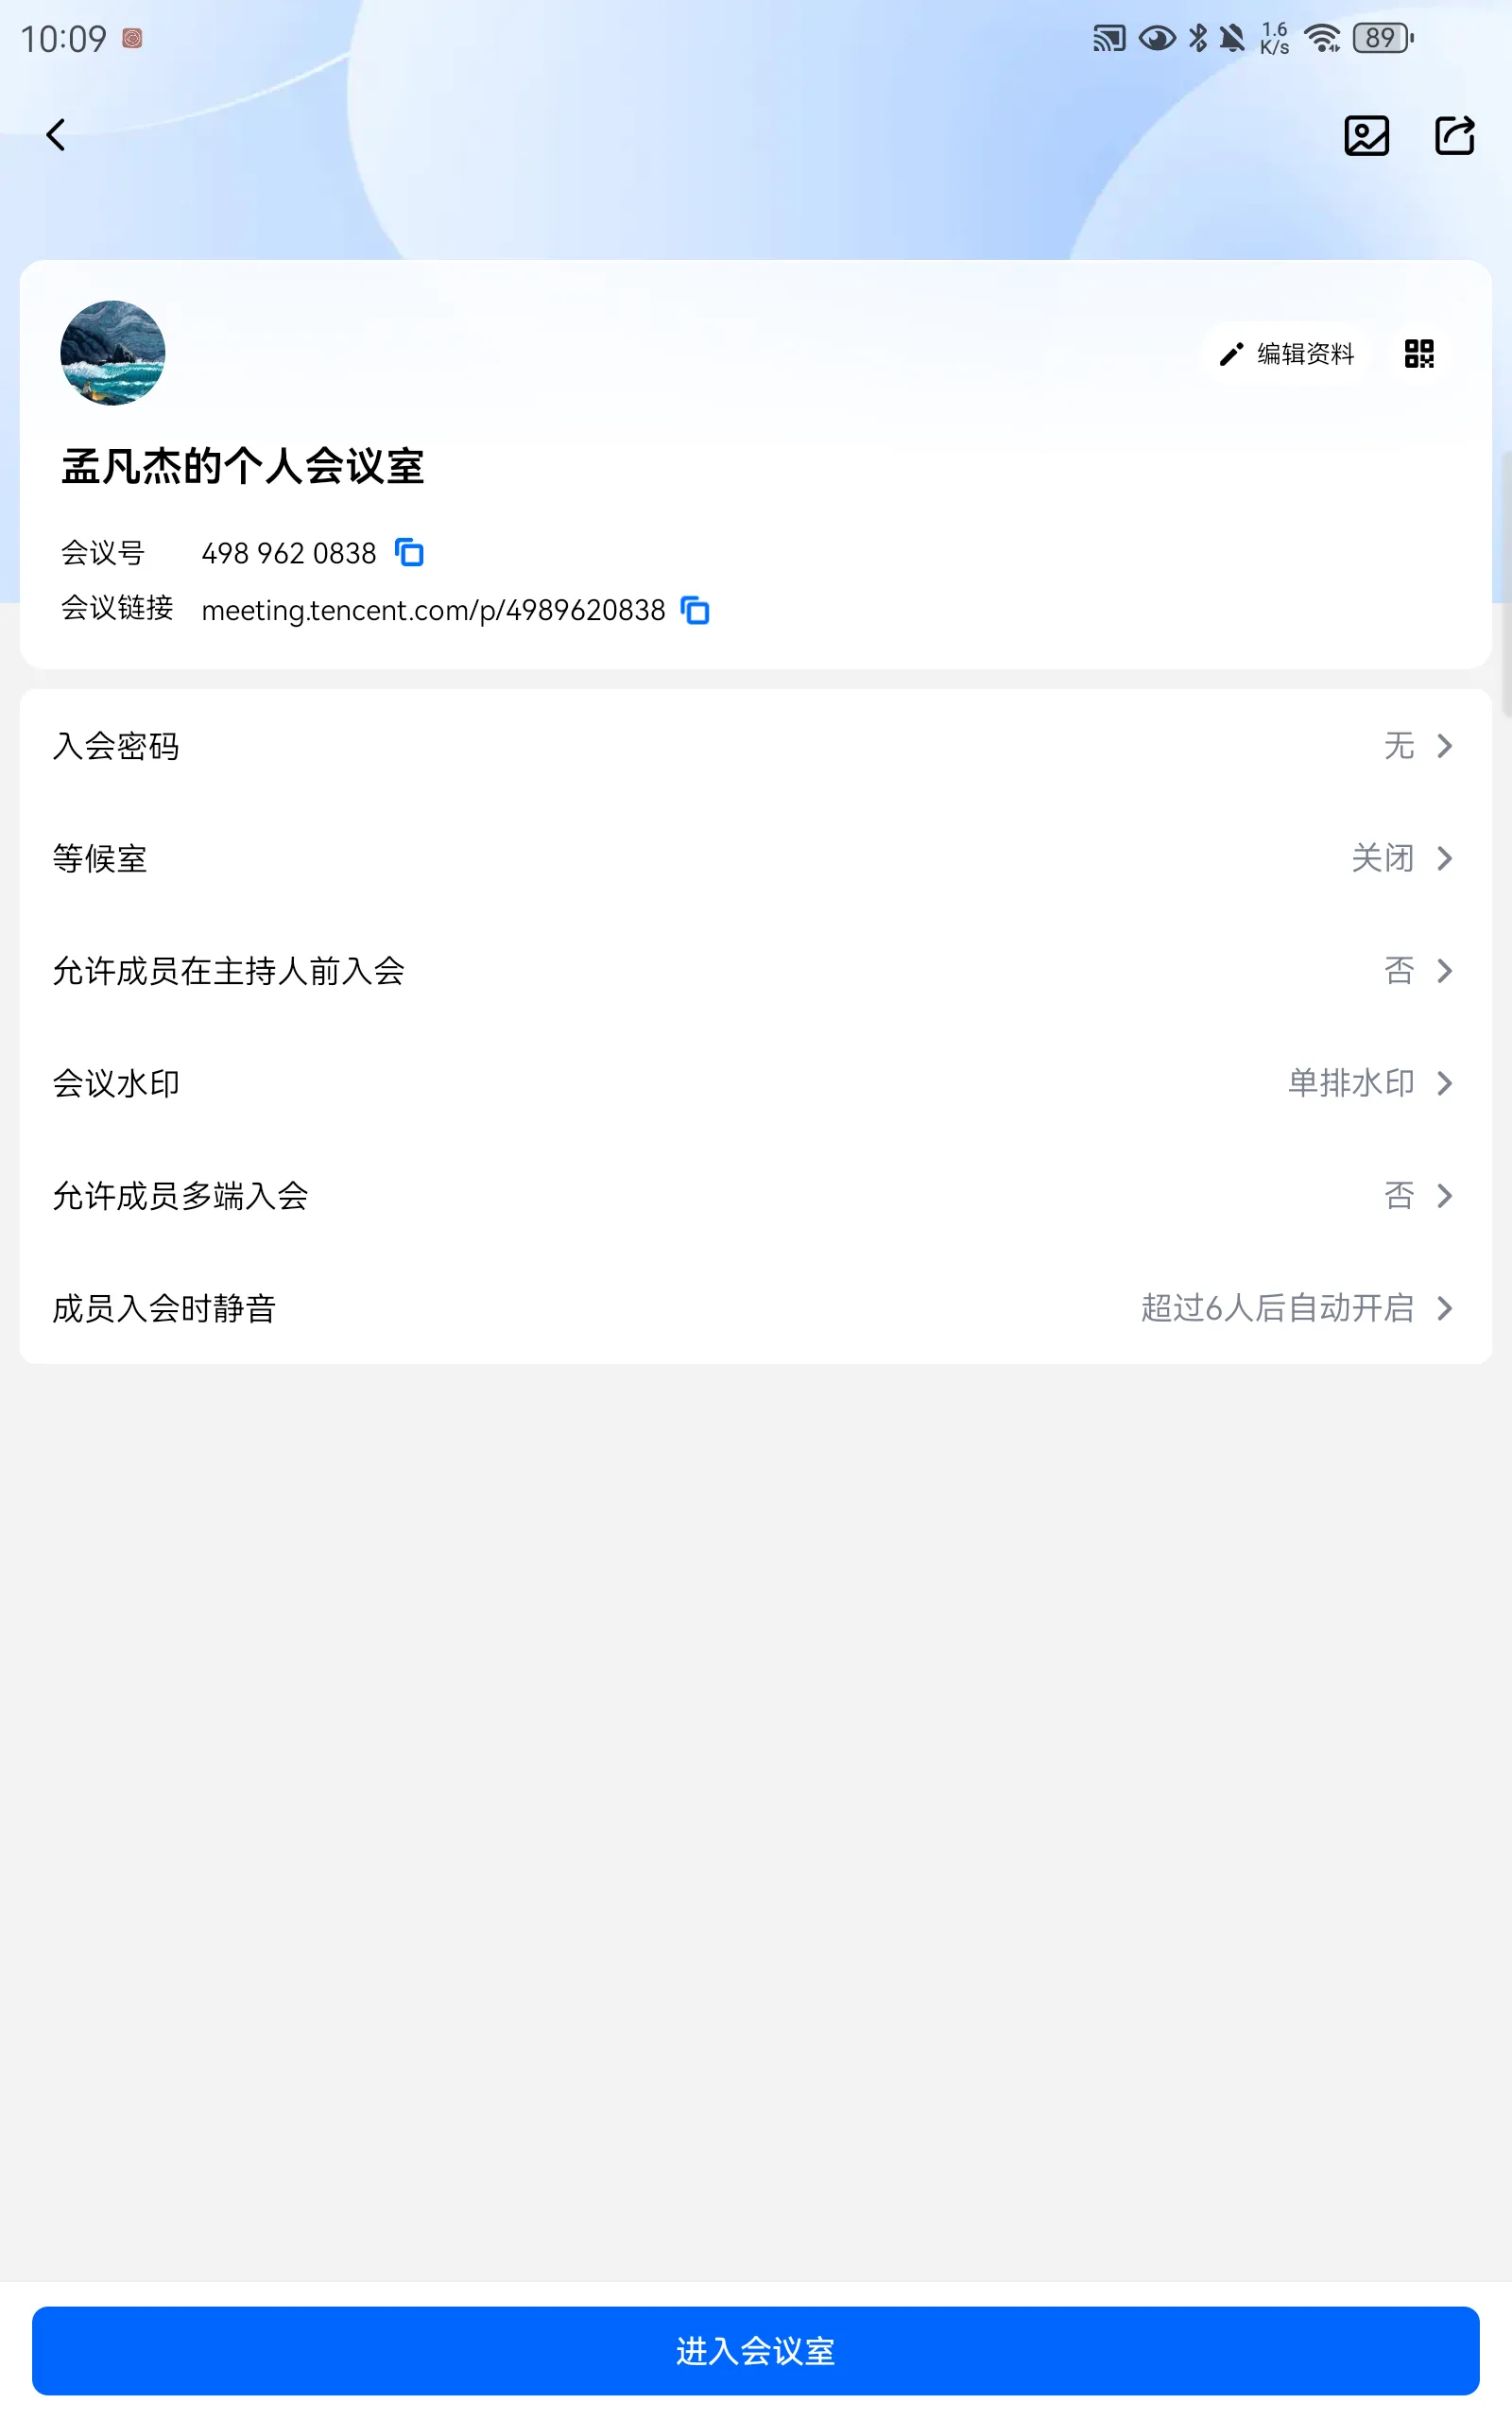 10:09
1.6 K/s
89
编辑资料
孟凡杰的个人会议室
会议号 498 962 0838
会议链接 meeting.tencent.com/p/4989620838
入会密码 无
等候室 关闭
允许成员在主持人前入会 否
会议水印 单排水印
允许成员多端入会 否
成员入会时静音 超过6人后自动开启
进入会议室